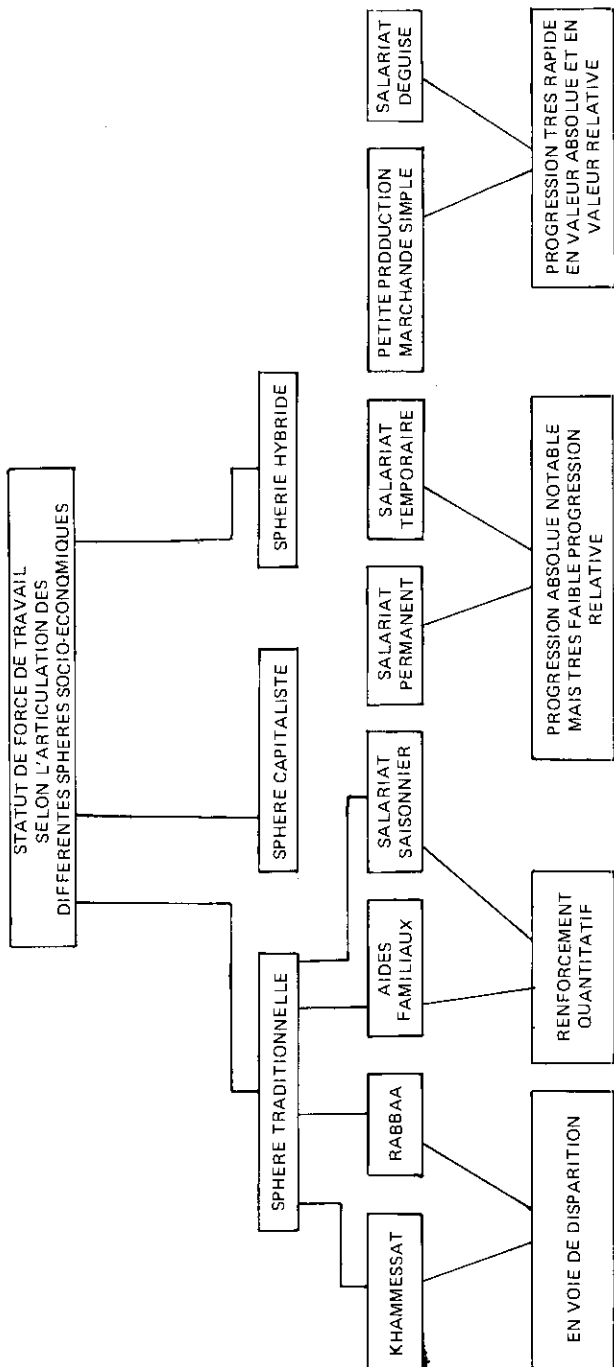 STATUT DE FORCE DE TRAVAIL
SELON L'ARTICULATION DES
DIFFERENTES SPHERES SOCIO-ECONOMIQUES
SPHERE TRADITIONNELLE
SPHERE CAPITALISTE
SPHERIE HYBRIDE
KHAMMESSAT
RABBAA
AIDES
FAMILIAUX
SALARIAT
SAISONNIER
SALARIAT
PERMANENT
SALARIAT
TEMPORAIRE
PETITE PRODUCTION
MARCHANDE SIMPLE
SALARIAT
DEGUISE
EN VOIE DE DISPARITION
RENFORCEMENT
QUANTITATIF
PROGRESSION ABSOLUE NOTABLE
MAIS TRES FAIBLE PROGRESSION
RELATIVE
PROGRESSION TRES RAPIDE
EN VALEUR ABSOLUE ET EN
VALEUR RELATIVE